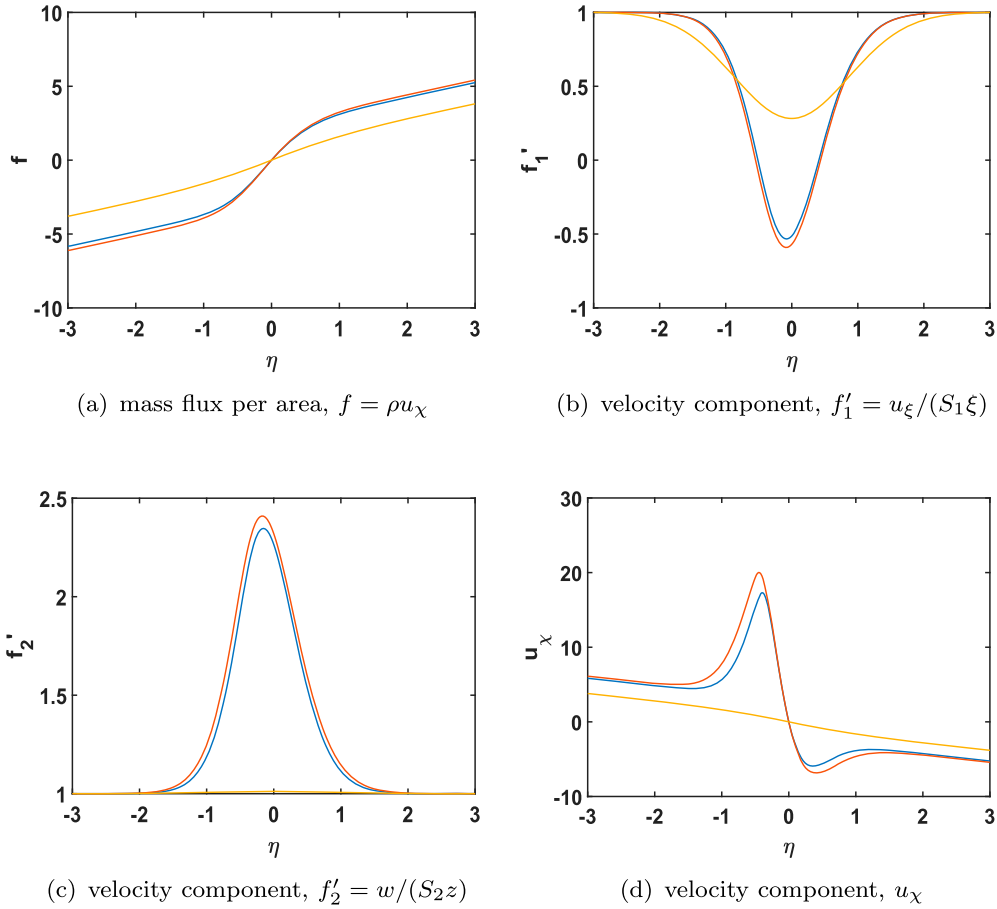 10
5
0
-5
-10
f
-3 -2 -1 0 1 2 3
η
(a) mass flux per area, f = ρu_χ
1
0.5
0
-0.5
-1
f_1'
-3 -2 -1 0 1 2 3
η
(b) velocity component, f′_1 = u_ξ/(S_1ξ)
2.5
2
1.5
1
f_2'
-3 -2 -1 0 1 2 3
η
(c) velocity component, f′_2 = w/(S_2z)
30
20
10
0
-10
u_χ
-3 -2 -1 0 1 2 3
η
(d) velocity component, u_χ